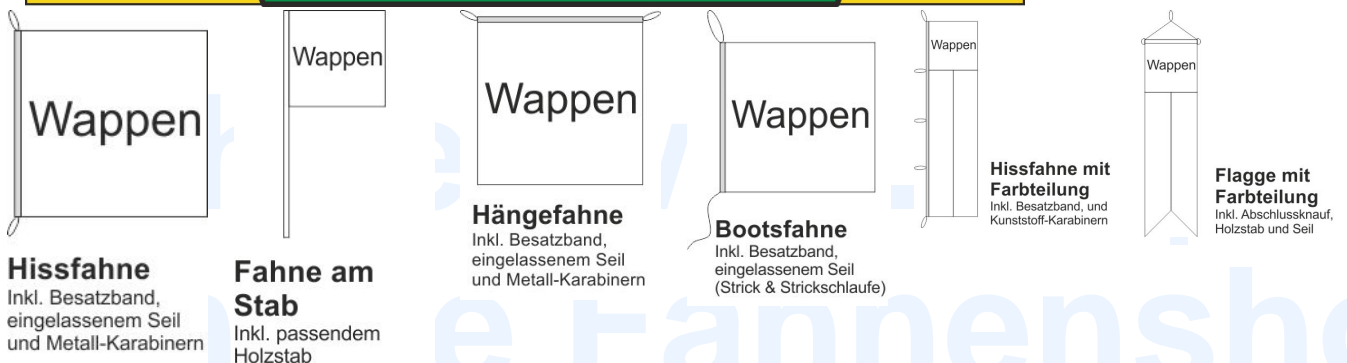 Wappen
Hissfahne
Inkl. Besatzband,
eingelassenem Seil
und Metall-Karabinern
Wappen
Fahne am
Stab
Inkl. passendem
Holzstab
Wappen
Hängefahne
Inkl. Besatzband,
eingelassenem Seil
und Metall-Karabinern
Wappen
Bootsfahne
Inkl. Besatzband,
eingelassenem Seil
(Strick & Strickschlaufe)
Wappen
Hissfahne mit
Farbteilung
Inkl. Besatzband, und
Kunststoff-Karabinern
Wappen
Flagge mit
Farbteilung
Inkl. Abschlussknauf,
Holzstab und Seil